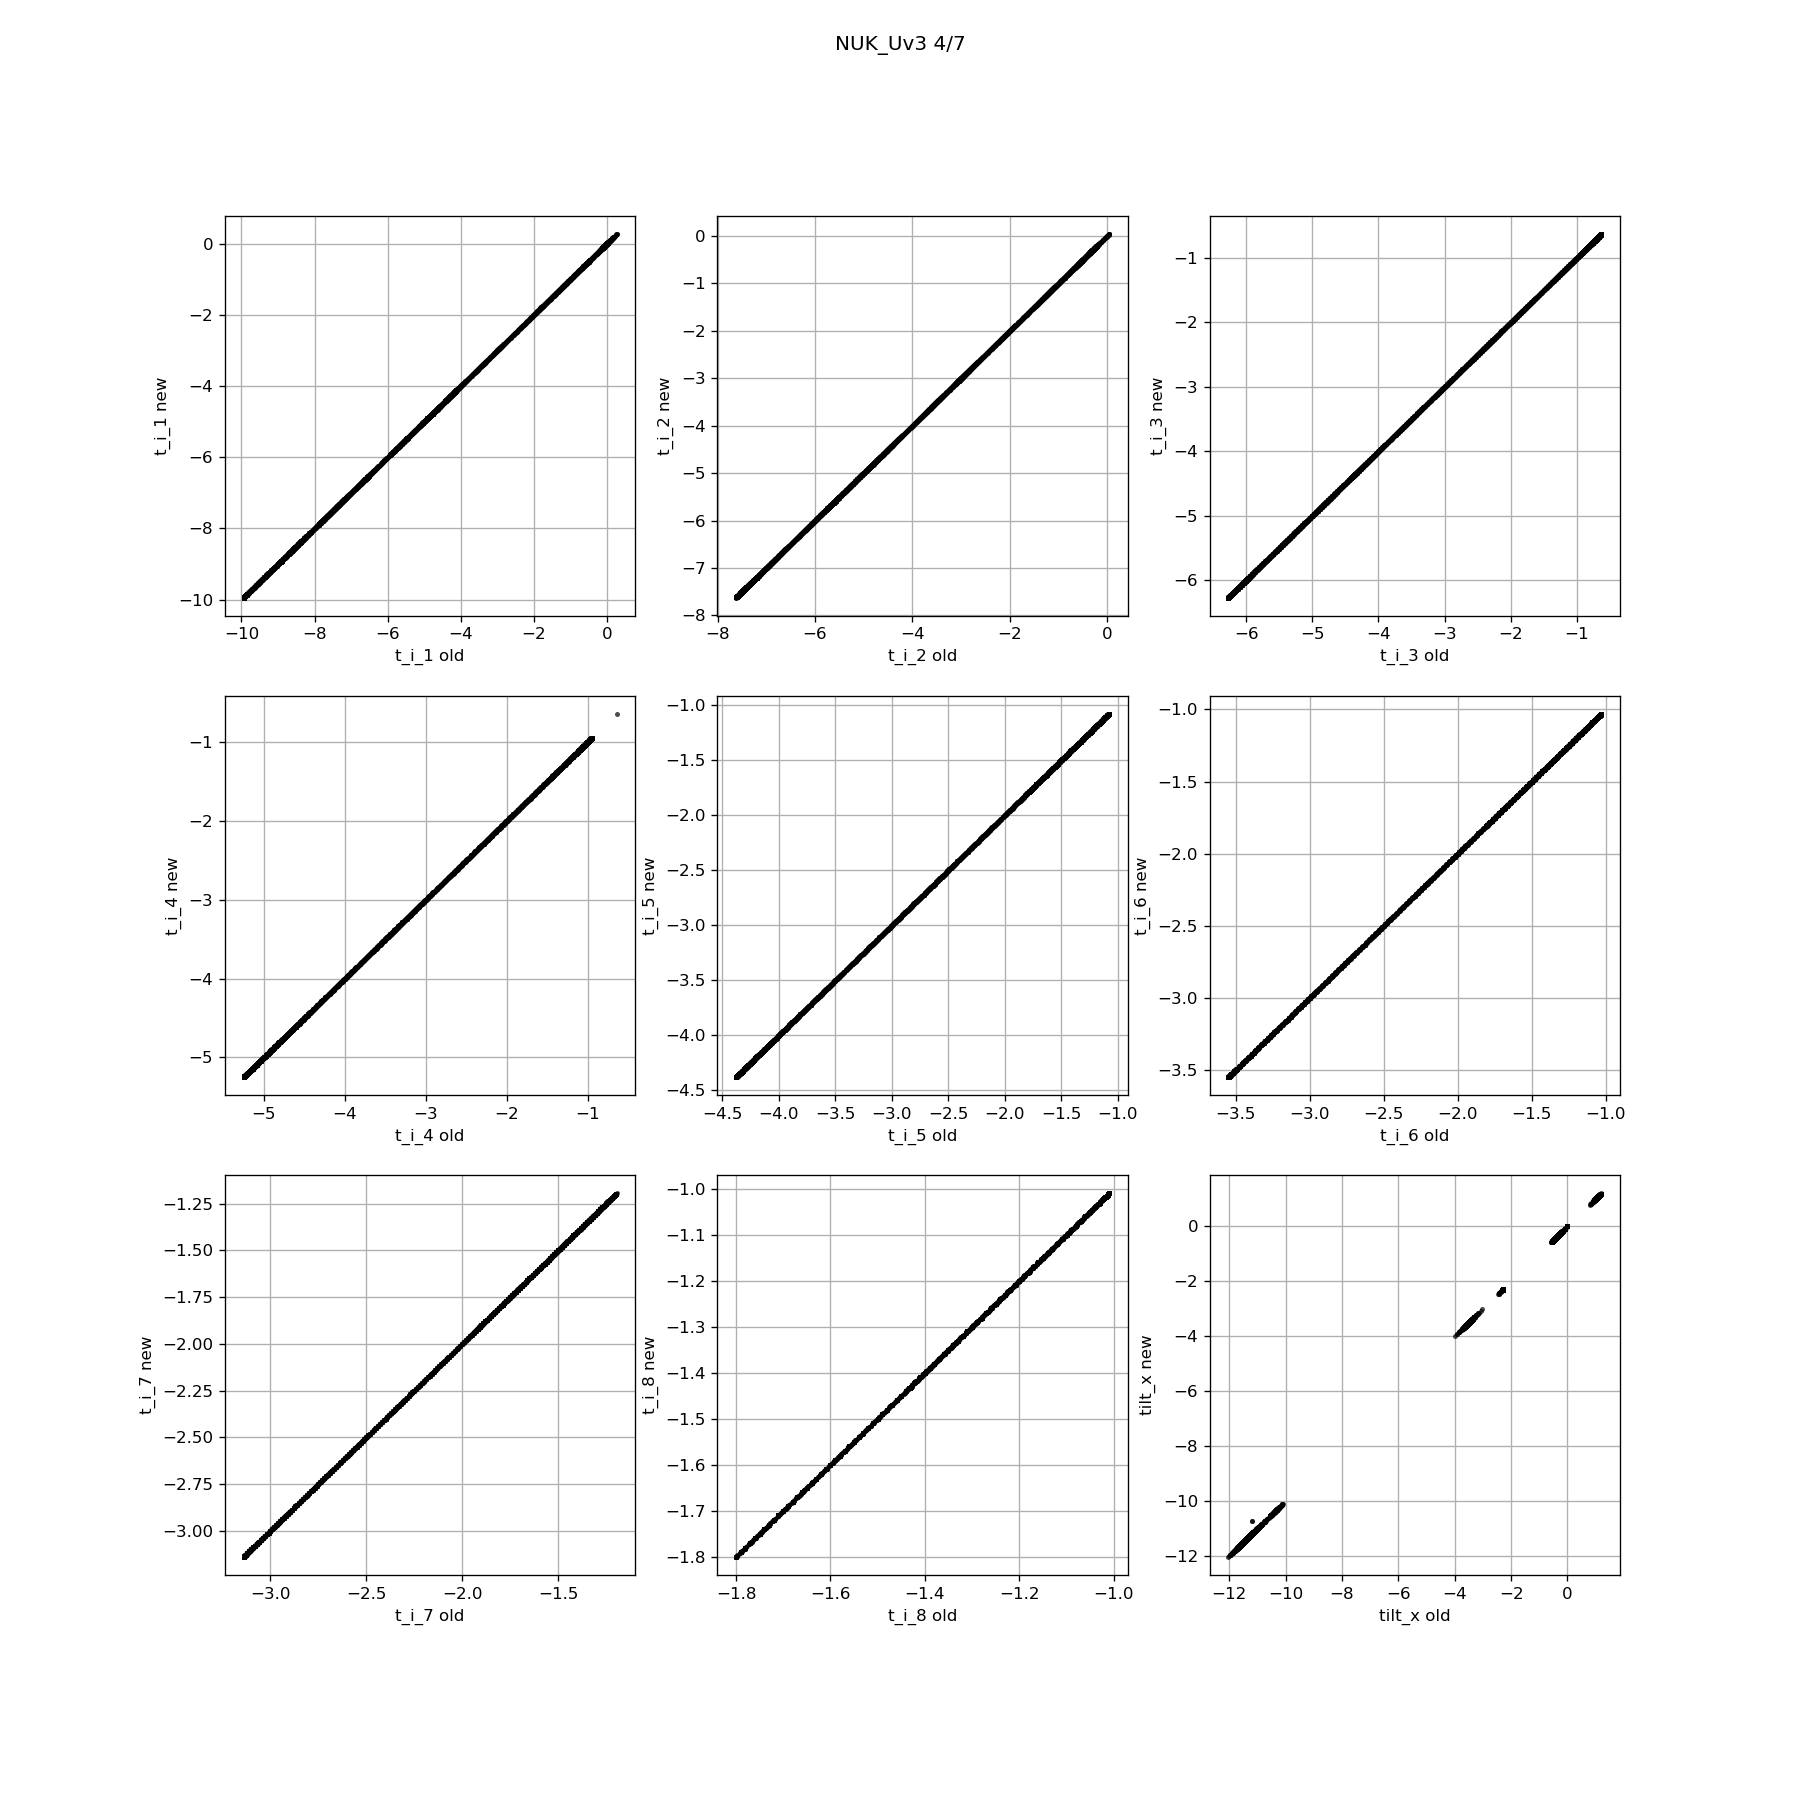 NUK_Uv3 4/7
0
−2
−4
−6
−8
−10
t_i_1 new
−10 −8 −6 −4 −2 0
t_i_1 old
0
−1
−2
−3
−4
−5
−6
−7
−8
t_i_2 new
−8 −6 −4 −2 0
t_i_2 old
−1
−2
−3
−4
−5
−6
t_i_3 new
−6 −5 −4 −3 −2 −1
t_i_3 old
−1
−2
−3
−4
−5
t_i_4 new
−5 −4 −3 −2 −1
t_i_4 old
−1.0
−1.5
−2.0
−2.5
−3.0
−3.5
−4.0
−4.5
t_i_5 new
−4.5 −4.0 −3.5 −3.0 −2.5 −2.0 −1.5 −1.0
t_i_5 old
−1.0
−1.5
−2.0
−2.5
−3.0
−3.5
t_i_6 new
−3.5 −3.0 −2.5 −2.0 −1.5 −1.0
t_i_6 old
−1.25
−1.50
−1.75
−2.00
−2.25
−2.50
−2.75
−3.00
t_i_7 new
−3.0 −2.5 −2.0 −1.5
t_i_7 old
−1.0
−1.1
−1.2
−1.3
−1.4
−1.5
−1.6
−1.7
−1.8
t_i_8 new
−1.8 −1.6 −1.4 −1.2 −1.0
t_i_8 old
0
−2
−4
−6
−8
−10
−12
tilt_x new
−12 −10 −8 −6 −4 −2 0
tilt_x old